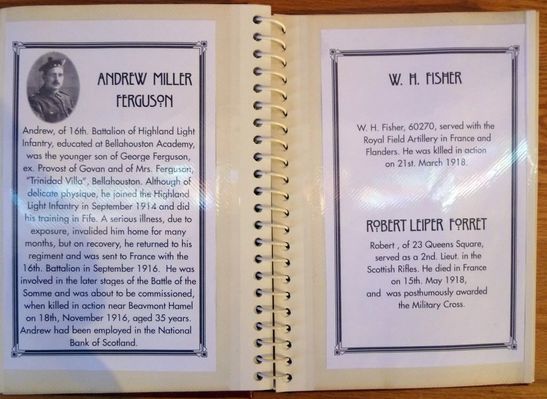 ANDREW MILLER
FERGUSON
Andrew, of 16th. Battalion of Highland Light
Infantry, educated at Bellahouston Academy,
was the younger son of George Ferguson,
ex. Provost of Govan and of Mrs. Ferguson,
"Trinidad Villa", Bellahouston. Although of
delicate physique, he joined the Highland
Light Infantry in September 1914 and did
his training in Fife. A serious illness, due to
exposure, invalided him home for many
months, but on recovery, he returned to his
regiment and was sent to France with the
16th. Battalion in September 1916. He was
involved in the later stages of the Battle of the
Somme and was about to be commissioned,
when killed in action near Beavmont Hamel
on 18th, November 1916, aged 35 years.
Andrew had been employed in the National
Bank of Scotland.
W. H. FISHER
W. H. Fisher, 60270, served with the
Royal Field Artillery in France and
Flanders. He was killed in action
on 21st. March 1918.
ROBERT LEIPER FORRET
Robert , of 23 Queens Square,
served as a 2nd. Lieut. in the
Scottish Rifles. He died in France
on 15th. May 1918,
and was posthumously awarded
the Military Cross.